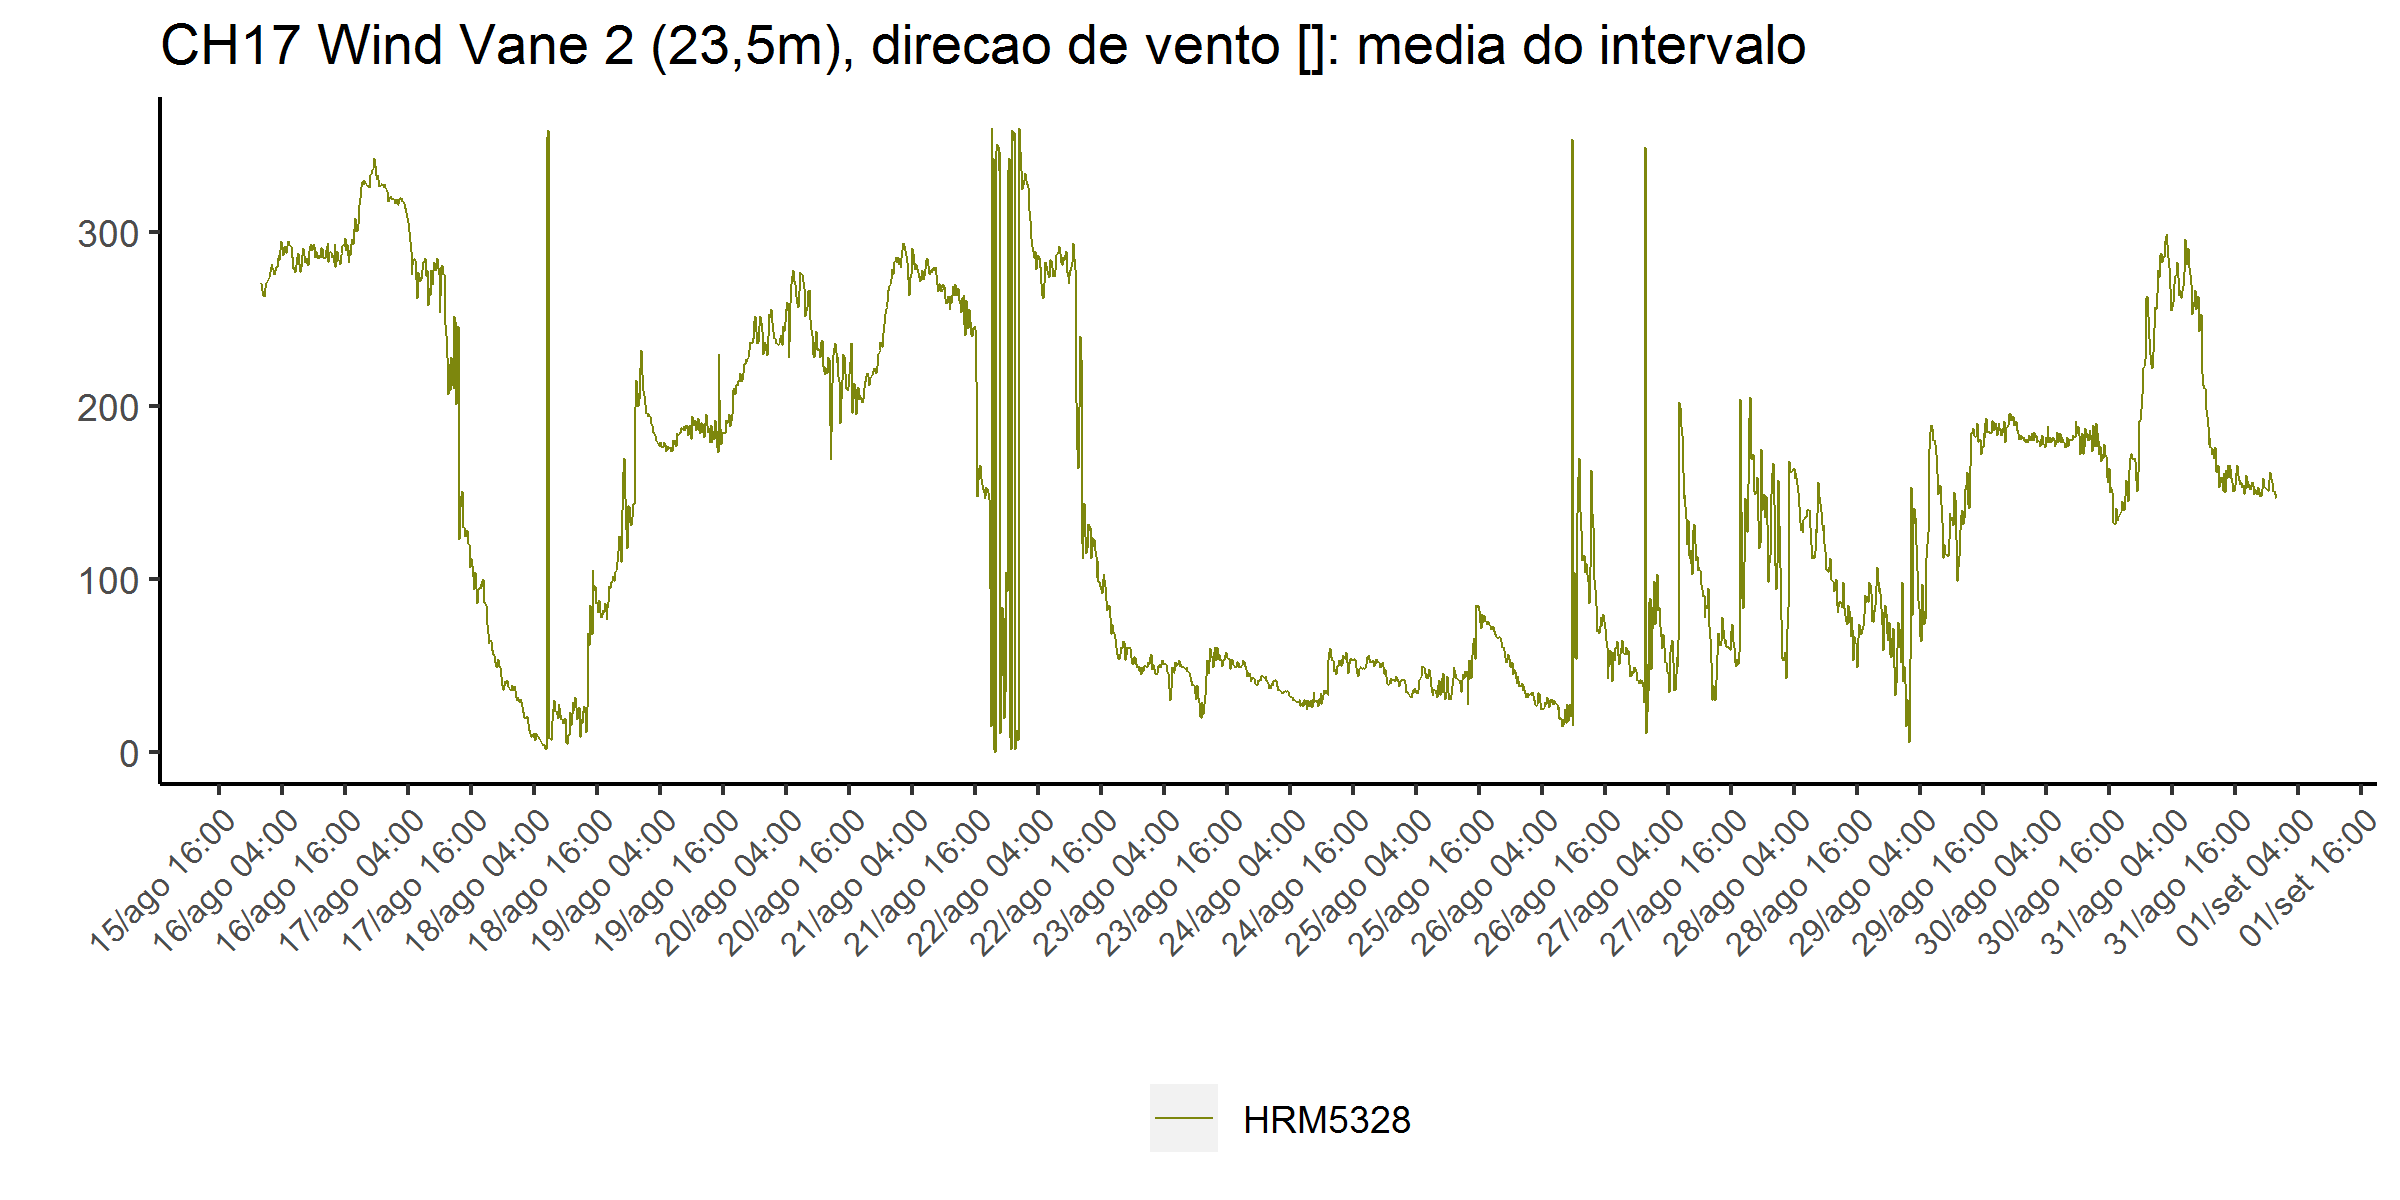 CH17 Wind Vane 2 (23,5m), direcao de vento []: media do intervalo
300
200
100
0
15/ago 16:00
16/ago 04:00
16/ago 16:00
17/ago 04:00
17/ago 16:00
18/ago 04:00
18/ago 16:00
19/ago 04:00
19/ago 16:00
20/ago 04:00
20/ago 16:00
21/ago 04:00
21/ago 16:00
22/ago 04:00
22/ago 16:00
23/ago 04:00
23/ago 16:00
24/ago 04:00
24/ago 16:00
25/ago 04:00
25/ago 16:00
26/ago 04:00
26/ago 16:00
27/ago 04:00
27/ago 16:00
28/ago 04:00
28/ago 16:00
29/ago 04:00
29/ago 16:00
30/ago 04:00
30/ago 16:00
31/ago 04:00
31/ago 16:00
01/set 04:00
01/set 16:00
HRM5328